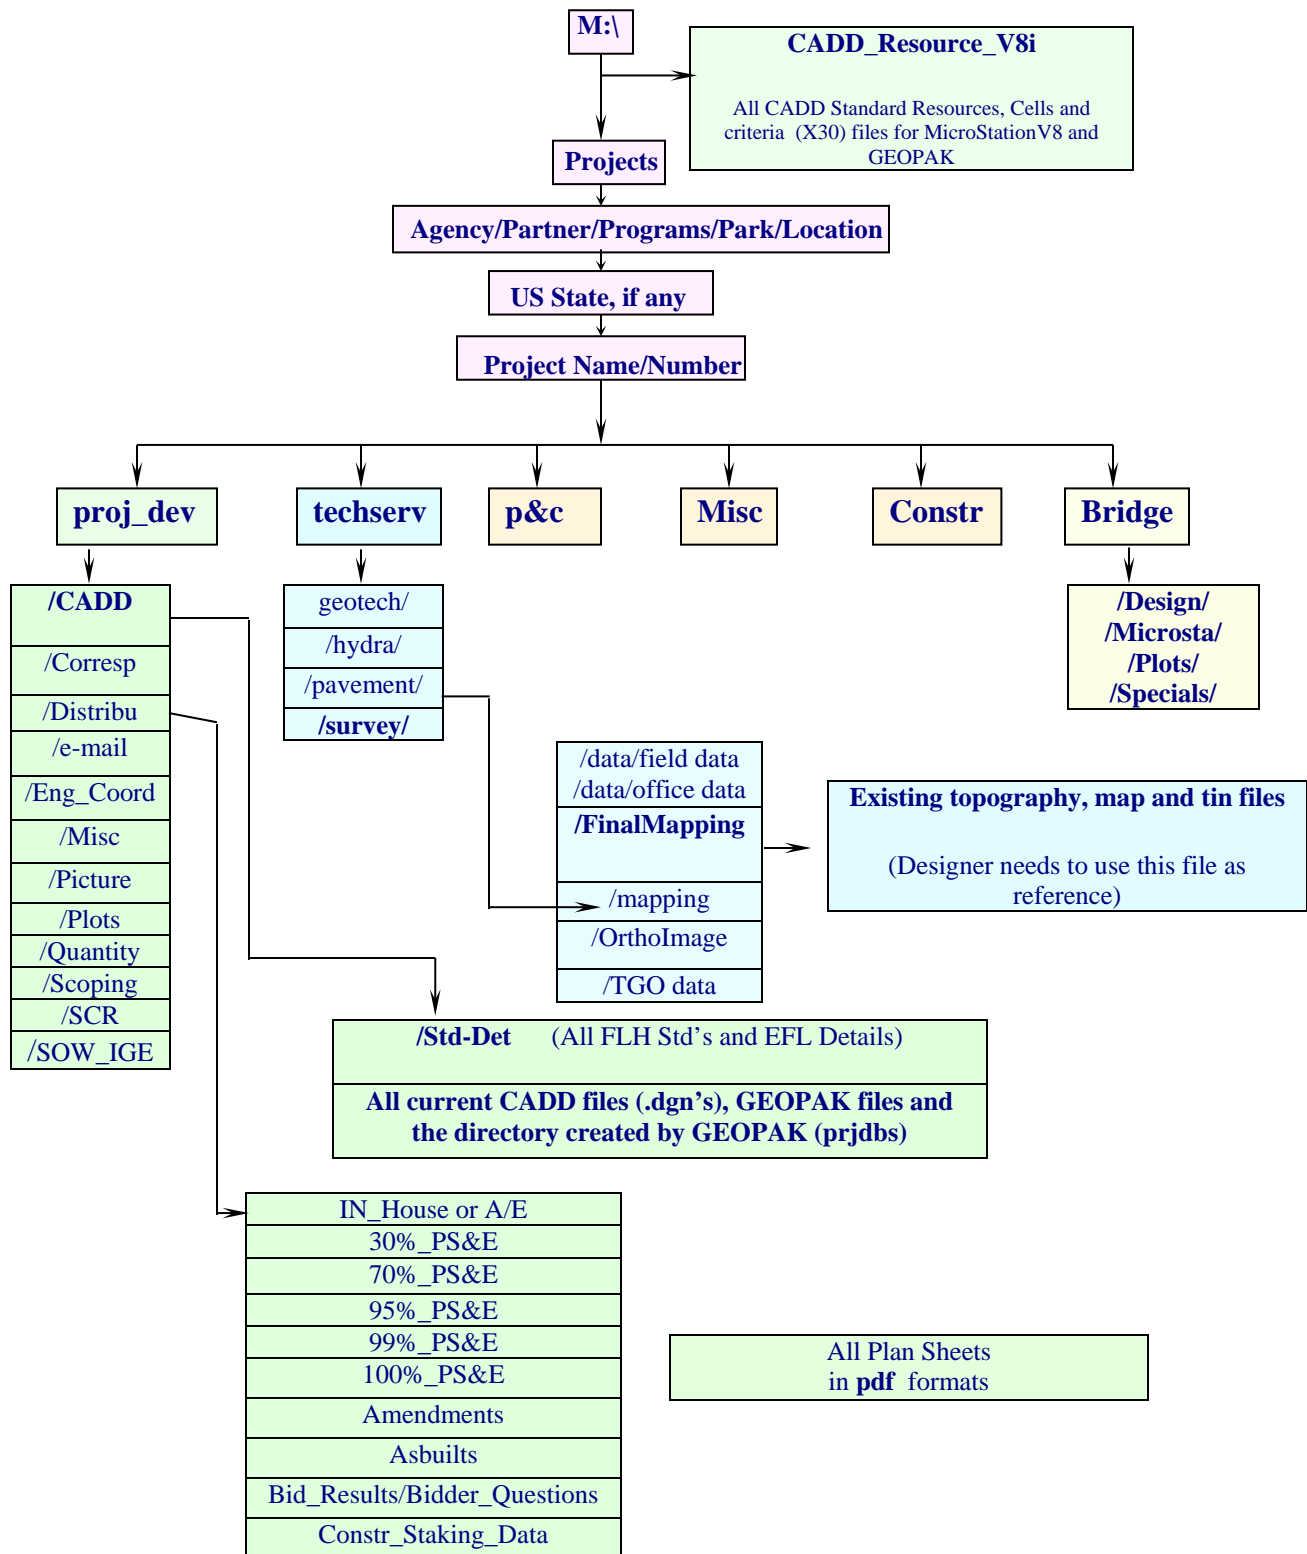 M:\
CADD_Resource_V8i
All CADD Standard Resources, Cells and
criteria (X30) files for MicroStationV8 and
GEOPAK
Projects
Agency/Partner/Programs/Park/Location
US State, if any
Project Name/Number
proj_dev
techserv
p&c
Misc
Constr
Bridge
/CADD
/Corresp
/Distribu
/e-mail
/Eng_Coord
/Misc
/Picture
/Plots
/Quantity
/Scoping
/SCR
/SOW_IGE
geotech/
/hydra/
/pavement/
/survey/
/Design/
/Microsta/
/Plots/
/Specials/
/data/field data
/data/office data
/FinalMapping
/mapping
/OrthoImage
/TGO data
Existing topography, map and tin files
(Designer needs to use this file as
reference)
/Std-Det (All FLH Std's and EFL Details)
All current CADD files (.dgn's), GEOPAK files and
the directory created by GEOPAK (prjdbs)
IN_House or A/E
30%_PS&E
70%_PS&E
95%_PS&E
99%_PS&E
100%_PS&E
Amendments
Asbuilts
Bid_Results/Bidder_Questions
Constr_Staking_Data
All Plan Sheets
in pdf formats